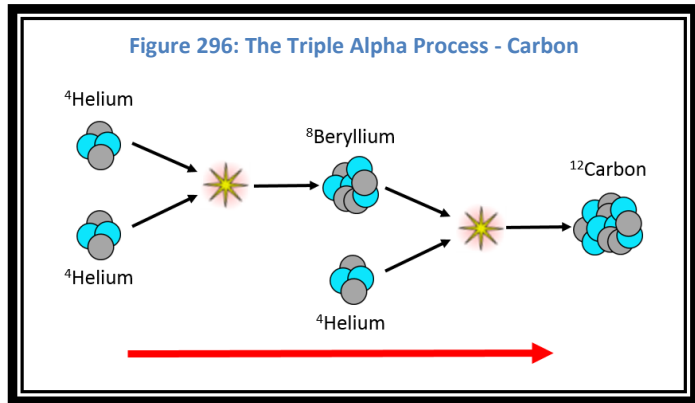 Figure 296: The Triple Alpha Process - Carbon
⁴Helium
⁸Beryllium
¹²Carbon
⁴Helium
⁴Helium